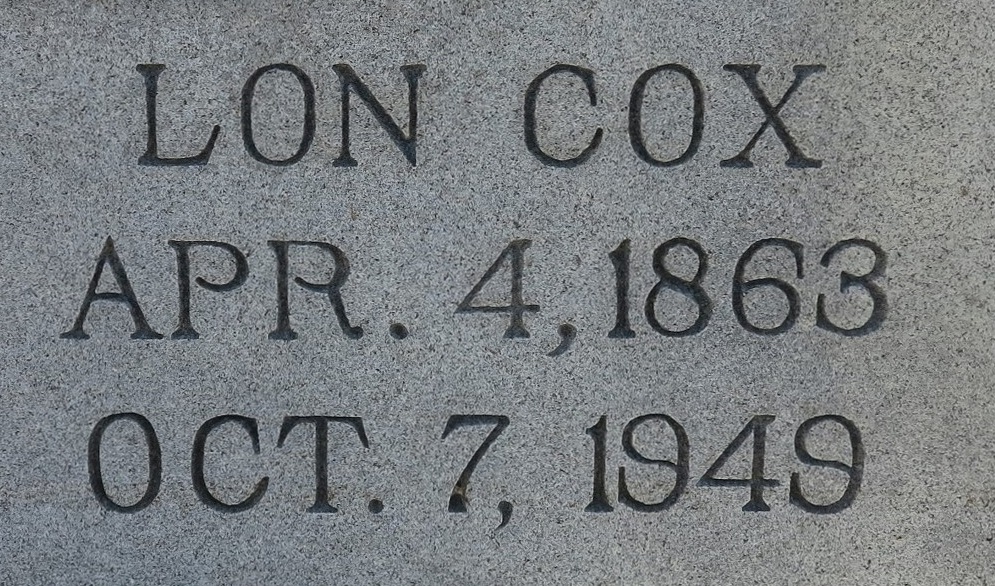 LON COX
APR. 4, 1863
OCT. 7, 1949